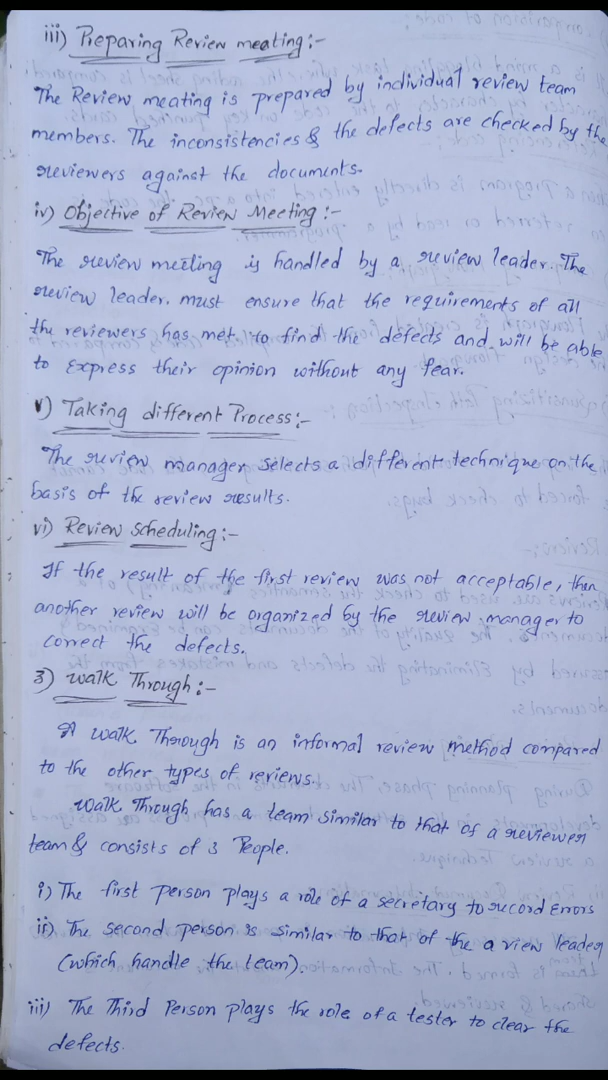 iii) Preparing Review meating:-
The Review meating is prepared by individual review team
members. The inconsistencies & the defects are checked by the
reviewers against the documents.
iv) Objective of Review Meeting :-
The review meeting is handled by a review leader. The
review leader. must ensure that the requirements of all
the reviewers has met to find the defects and will be able
to Express their opinion without any fear.
v) Taking different Process:-
The review manager selects a different technique on the
basis of the review results.
vi) Review scheduling:-
If the result of the first review was not acceptable, then
another review will be organized by the review manager to
correct the defects.
3) Walk Through:-
A walk Through is an informal review method compared
to the other types of reviews.
walk Through has a team similar to that of a reviewer
team & consists of 3 People.
i) The first person plays a role of a secretary to record Errors
ii) The second person is similar to that of the a view leader
(which handle the team).
iii) The Third Person plays the role of a tester to clear the
defects.